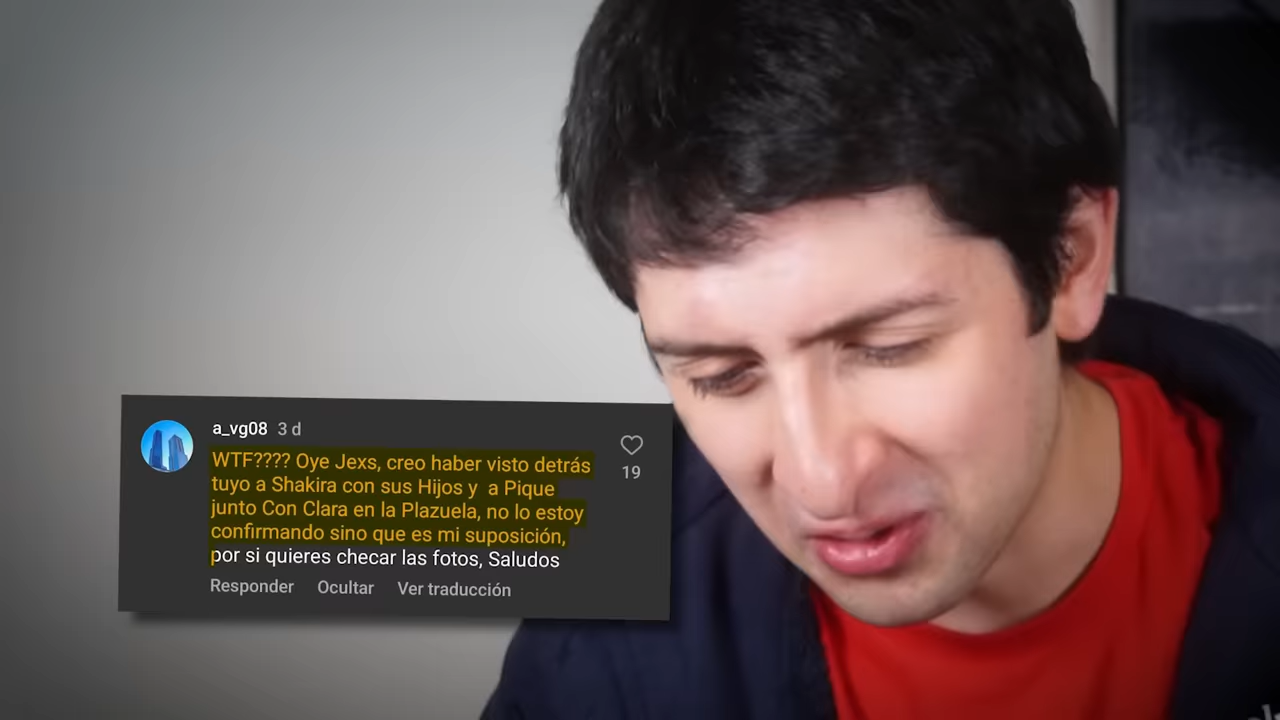 a_vg08 3 d
WTF???? Oye Jexs, creo haber visto detrás
tuyo a Shakira con sus Hijos y  a Pique
junto Con Clara en la Plazuela, no lo estoy
confirmando sino que es mi suposición,
por si quieres checar las fotos, Saludos
19
Responder Ocultar Ver traducción